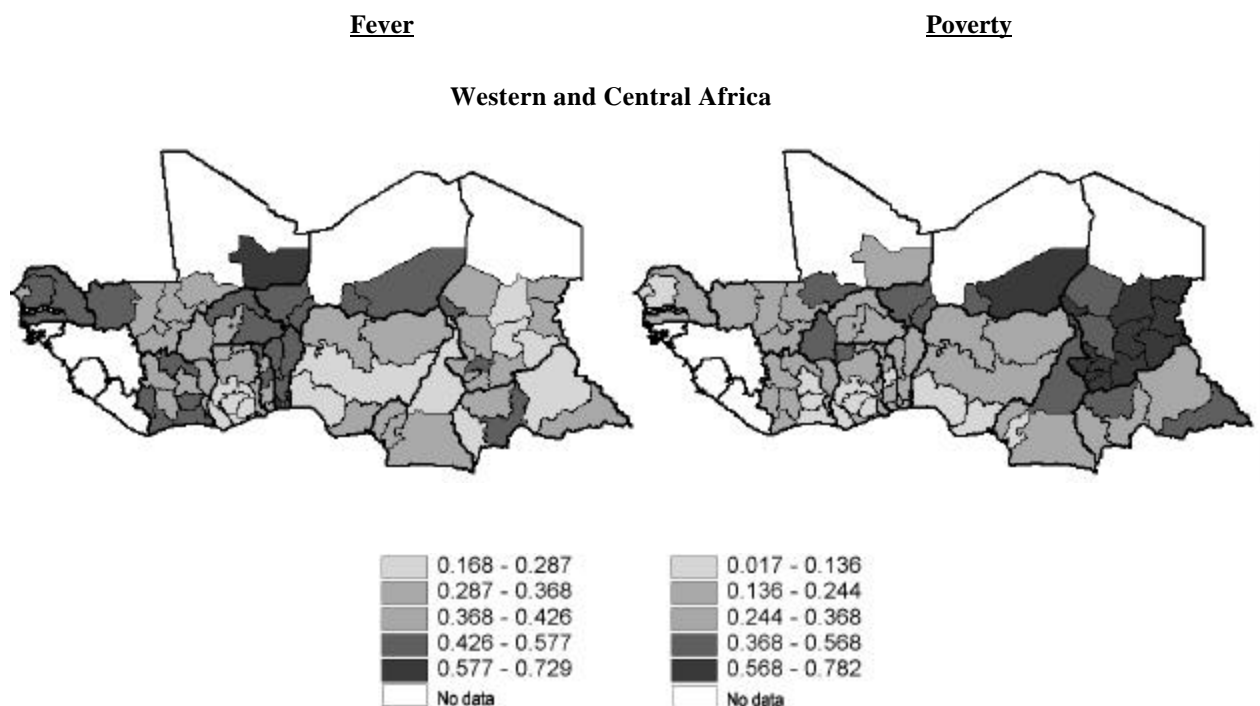 Fever Poverty
Western and Central Africa
0.168 - 0.287
0.287 - 0.368
0.368 - 0.426
0.426 - 0.577
0.577 - 0.729
No data
0.017 - 0.136
0.136 - 0.244
0.244 - 0.368
0.368 - 0.568
0.568 - 0.782
No data